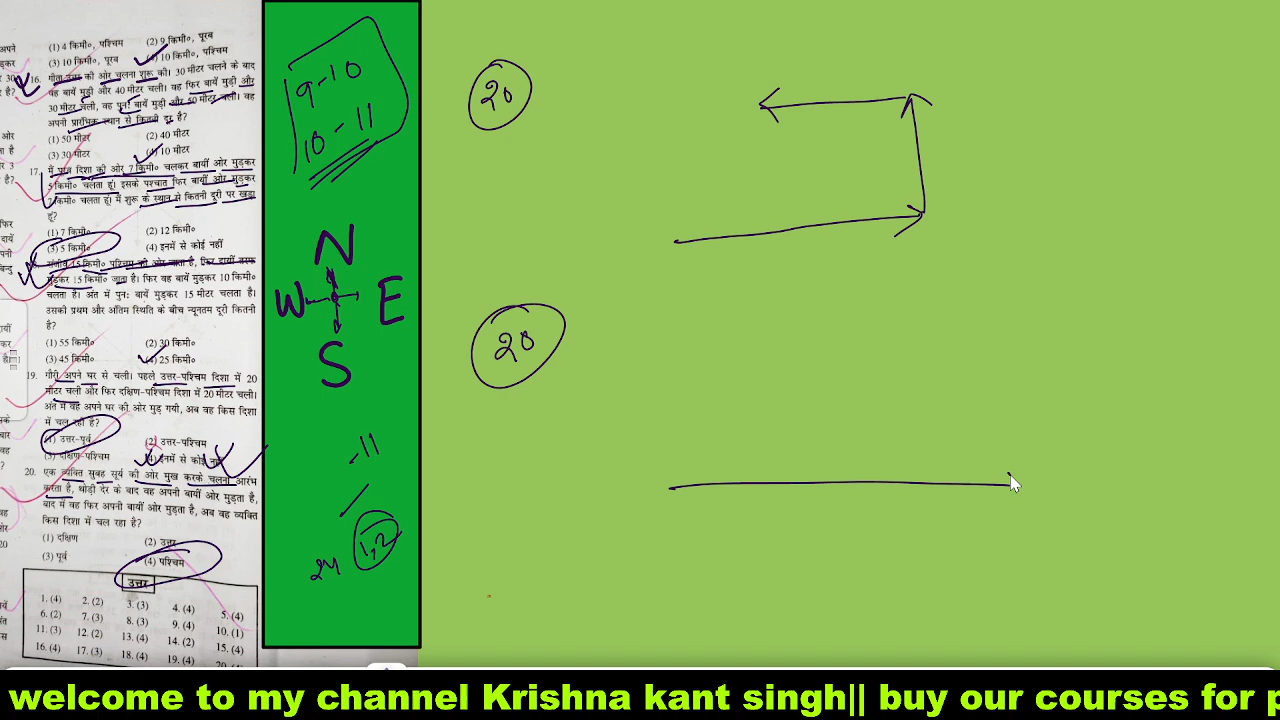 अपने
(1) 4 किमी०, पश्चिम (2) 9 किमी०, पूरब
(3) 10 किमी०, पूरब 10 किमी०, पश्चिम
16. की ओर चलना शुरू की। 30 मीटर चलने के बाद
वह बायें मुड़ी और 40 मीटर चली। वह फिर बायें मुड़ी और
30 मीटर चली, वह पुनः बायें मुड़ी और 50 मीटर चली। वह
अपनी प्रारंभिक स्थान से कितनी दूर है?
(1) 50 मीटर (2) 40 मीटर
(3) 30 मीटर (4) 10 मीटर
17. मैं दिशा की ओर 7 किमी० चलकर बायीं ओर मुड़कर
5 किमी० चलता हूं। इसके पश्चात फिर बायीं ओर मुड़कर
किमी० चलता हूं। मैं शुरू के स्थान से कितनी दूरी पर खड़ा
हूं?
(1) 7 किमी० (2) 12 किमी०
(3) 5 किमी० (4) इनमें से कोई नहीं
15 किमी० पश्चिम की ओर जाता है, फिर दायीं तरफ
मुड़कर 15 किमी० जाता है। फिर वह बायें मुड़कर 10 किमी०
चलता है। अंत में पुनः बायें मुड़कर 15 मीटर चलता है।
उसकी प्रथम और अंतिम स्थिति के बीच न्यूनतम दूरी कितनी
है?
(1) 55 किमी० (2) 30 किमी०
(3) 45 किमी० 25 किमी०
19. गौरी अपने घर से चली। पहले उत्तर-पश्चिम दिशा में 20
मीटर चली और फिर दक्षिण-पश्चिम दिशा में 20 मीटर चली।
अंत में वह अपने घर की ओर मुड़ गयी, अब वह किस दिशा
में चल रही है?
(1) उत्तर-पूर्व (2) उत्तर-पश्चिम
(3) दक्षिण-पश्चिम (4) इनमें से कोई
20. एक व्यक्ति सुबह सूर्य की ओर मुख करके चलना आरंभ
करता है, थोड़ी देर के बाद वह अपनी बायीं ओर मुड़ता है,
बाद में वह फिर अपनी बायीं ओर मुड़ता है, अब वह व्यक्ति
किस दिशा में चल रहा है?
(1) दक्षिण (2) उत्तर
(3) पूर्व (4) पश्चिम
उत्तर
1. (4) 2. (2) 3. (3) 4. (4) 5. (4)
6. (2) 7. (3) 8. (3) 9. (4) 10. (1)
11. (3) 12. (2) 13. (4) 14. (2) 15. (4)
16. (4) 17. (3) 18. (4) 19. (4)
9-10
10-11
N
W E
S
-11
1,2
20
20
welcome to my channel Krishna kant singh|| buy our courses for p